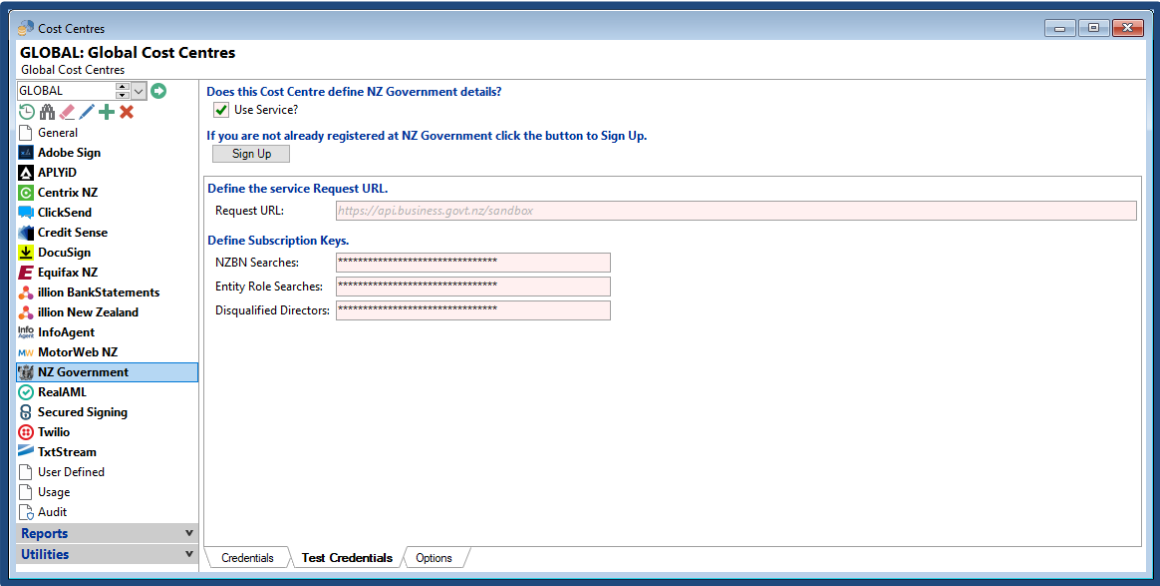 Cost Centres
GLOBAL: Global Cost Centres
Global Cost Centres
GLOBAL
General
Adobe Sign
APLYiD
Centrix NZ
ClickSend
Credit Sense
DocuSign
Equifax NZ
illion BankStatements
illion New Zealand
Info Agent InfoAgent
MW MotorWeb NZ
NZ Government
RealAML
Secured Signing
Twilio
TxtStream
User Defined
Usage
Audit
Reports
Utilities
Does this Cost Centre define NZ Government details?
Use Service?
If you are not already registered at NZ Government click the button to Sign Up.
Sign Up
Define the service Request URL.
Request URL: https://api.business.govt.nz/sandbox
Define Subscription Keys.
NZBN Searches: ********************************
Entity Role Searches: ********************************
Disqualified Directors: ********************************
Credentials Test Credentials Options